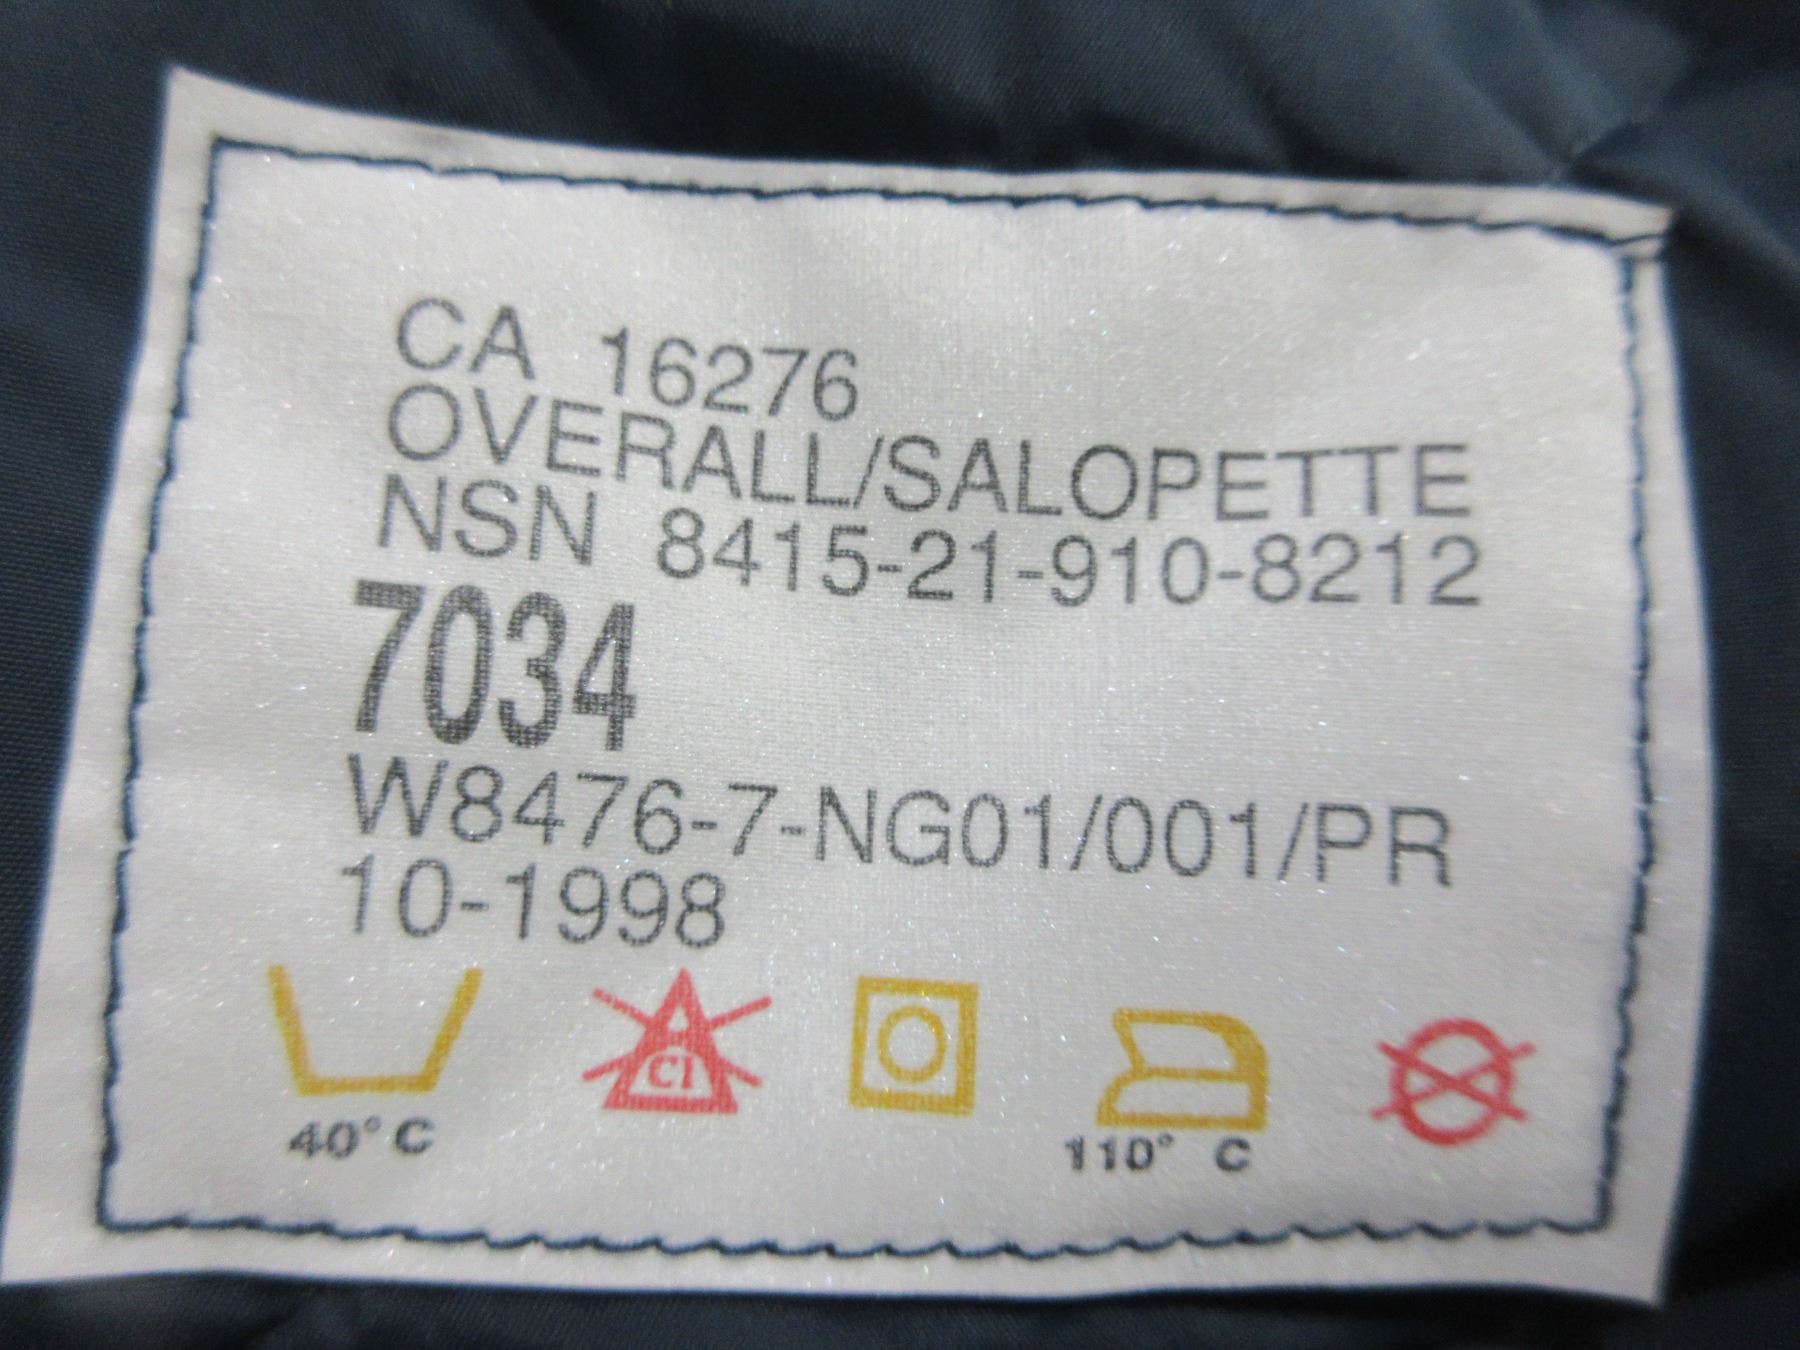 CA 16276
OVERALL/SALOPETTE
NSN 8415-21-910-8212
7034
W8476-7-NG01/001/PR
10-1998
Cl
40° C
110° C